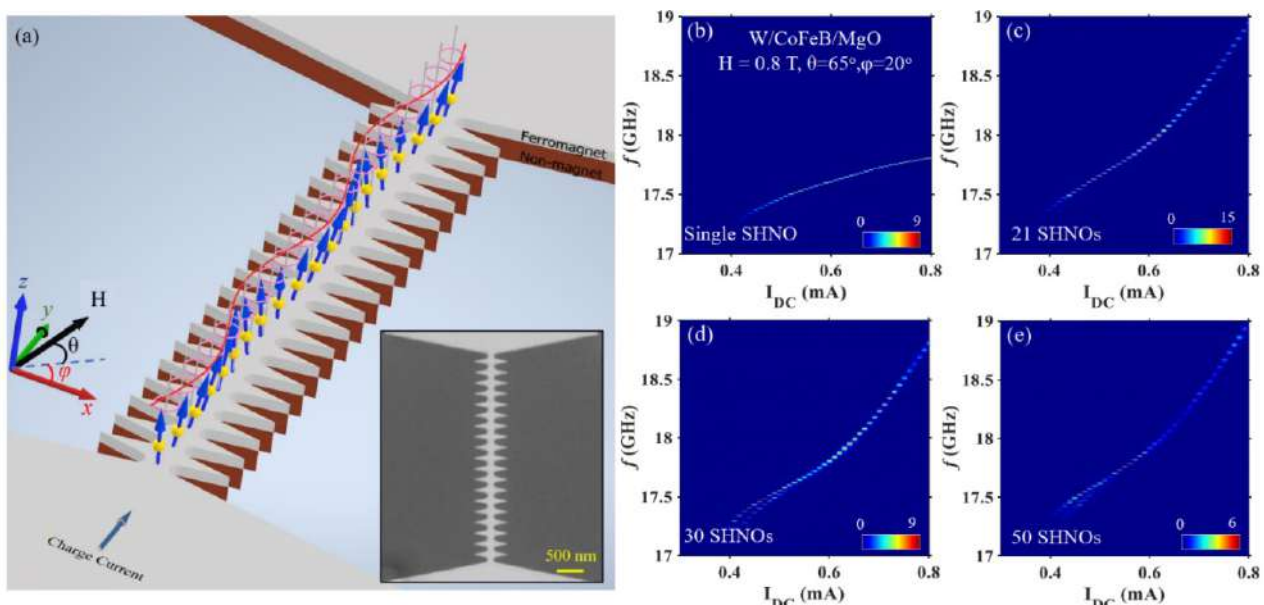 (a)
Ferromagnet
Non-magnet
z
y
H
θ
φ
x
Charge Current
500 nm
(b)
W/CoFeB/MgO
H = 0.8 T, θ=65°,φ=20°
Single SHNO
0 9
f (GHz)
19
18.5
18
17.5
17
0.4 0.6 0.8
I_DC (mA)
(c)
21 SHNOs
0 15
f (GHz)
19
18.5
18
17.5
17
0.4 0.6 0.8
I_DC (mA)
(d)
30 SHNOs
0 9
f (GHz)
19
18.5
18
17.5
17
0.4 0.6 0.8
I_DC (mA)
(e)
50 SHNOs
0 6
f (GHz)
19
18.5
18
17.5
17
0.4 0.6 0.8
I_DC (mA)